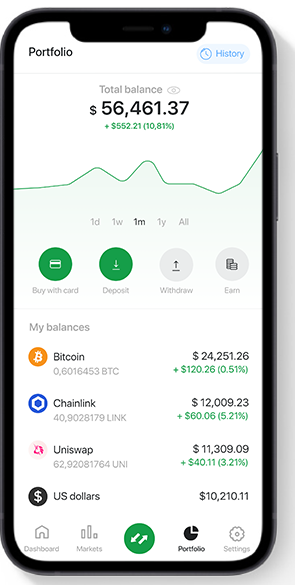 Portfolio
History
Total balance
$ 56,461.37
+ $552.21 (10,81%)
1d 1w 1m 1y All
Buy with card Deposit Withdraw Earn
My balances
Bitcoin $ 24,251.26
0,6016453 BTC + $120.26 (0.51%)
Chainlink $ 12,009.23
40,9028179 LINK + $60.06 (5.21%)
Uniswap $ 11,309.09
62,92081764 UNI + $40.11 (3.21%)
$ US dollars $10,210.11
Dashboard Markets Portfolio Settings